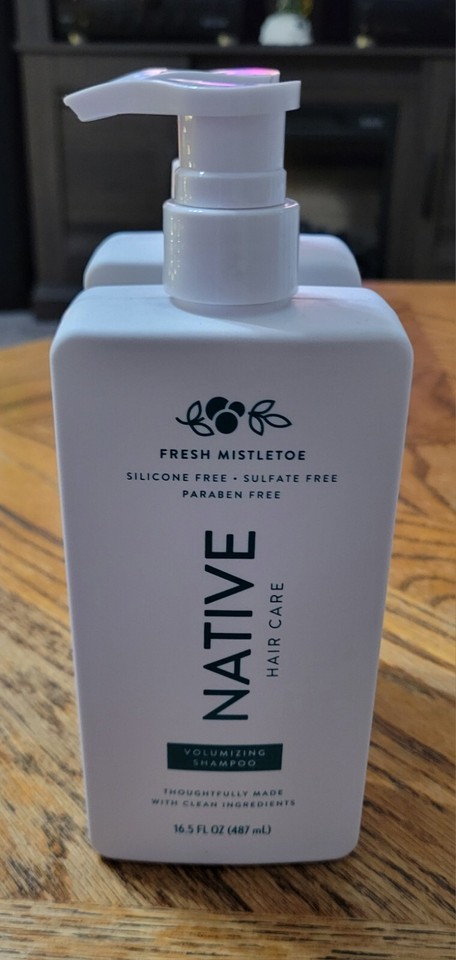 FRESH MISTLETOE
SILICONE FREE • SULFATE FREE
PARABEN FREE
NATIVE
HAIR CARE
VOLUMIZING
SHAMPOO
THOUGHTFULLY MADE
WITH CLEAN INGREDIENTS
16.5 FL OZ (487 mL)